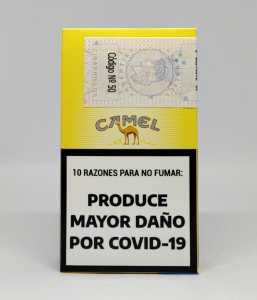 Código Nº 50
CAMEL
10 RAZONES PARA NO FUMAR:
PRODUCE
MAYOR DAÑO
POR COVID-19